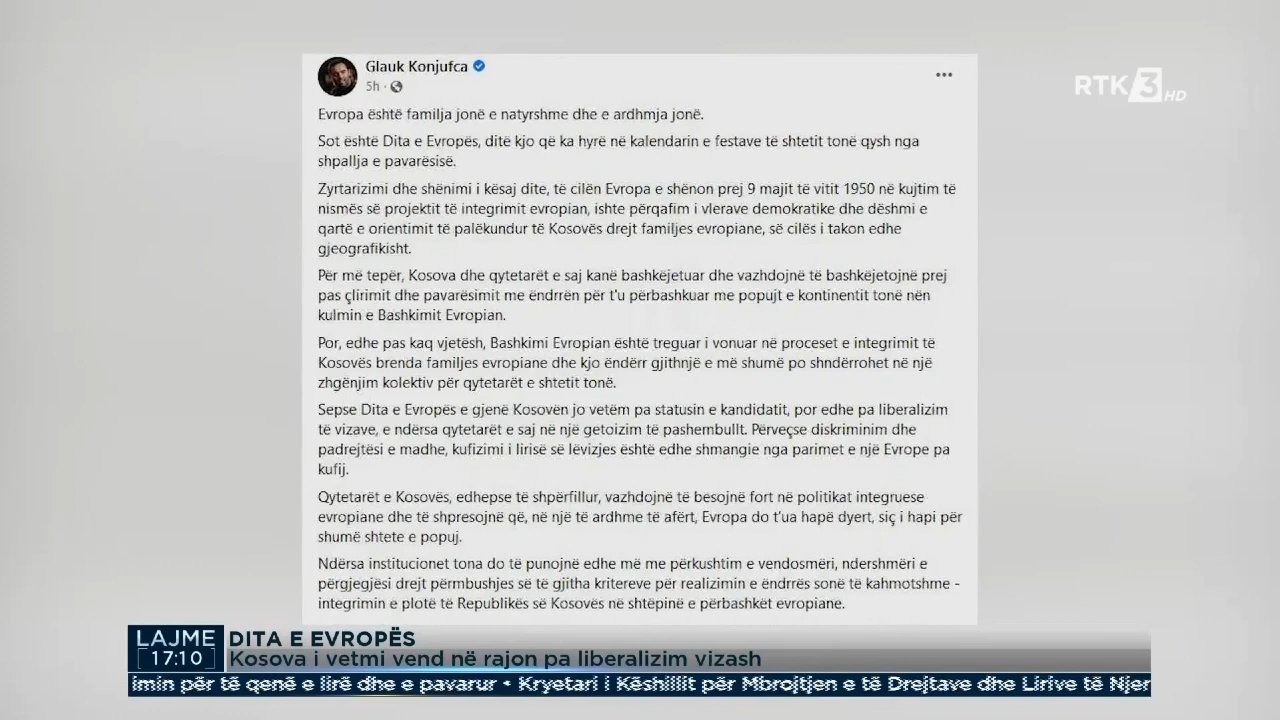 Glauk Konjufca
5h ·
RTK 3 HD
Evropa është familja jonë e natyrshme dhe e ardhmja jonë.
Sot është Dita e Evropës, ditë kjo që ka hyrë në kalendarin e festave të shtetit tonë qysh nga
shpallja e pavarësisë.
Zyrtarizimi dhe shënimi i kësaj dite, të cilën Evropa e shënon prej 9 majit të vitit 1950 në kujtim të
nismës së projektit të integrimit evropian, ishte përqafim i vlerave demokratike dhe dëshmi e
qartë e orientimit të palëkundur të Kosovës drejt familjes evropiane, së cilës i takon edhe
gjeografikisht.
Për më tepër, Kosova dhe qytetarët e saj kanë bashkëjetuar dhe vazhdojnë të bashkëjetojnë prej
pas çlirimit dhe pavarësimit me ëndrrën për t'u përbashkuar me popujt e kontinentit tonë nën
kulmin e Bashkimit Evropian.
Por, edhe pas kaq vjetësh, Bashkimi Evropian është treguar i vonuar në proceset e integrimit të
Kosovës brenda familjes evropiane dhe kjo ëndërr gjithnjë e më shumë po shndërrohet në një
zhgënjim kolektiv për qytetarët e shtetit tonë.
Sepse Dita e Evropës e gjenë Kosovën jo vetëm pa statusin e kandidatit, por edhe pa liberalizim
të vizave, e ndërsa qytetarët e saj në një getoizim të pashembullt. Përveçse diskriminim dhe
padrejtësi e madhe, kufizimi i lirisë së lëvizjes është edhe shmangie nga parimet e një Evrope pa
kufij.
Qytetarët e Kosovës, edhepse të shpërfillur, vazhdojnë të besojnë fort në politikat integruese
evropiane dhe të shpresojnë që, në një të ardhme të afërt, Evropa do t'ua hapë dyert, siç i hapi për
shumë shtete e popuj.
Ndërsa institucionet tona do të punojnë edhe më me përkushtim e vendosmëri, ndershmëri e
përgjegjësi drejt përmbushjes së të gjitha kritereve për realizimin e ëndrrës sonë të kahmotshme -
integrimin e plotë të Republikës së Kosovës në shtëpinë e përbashkët evropiane.
LAJME
17:10
DITA E EVROPËS
Kosova i vetmi vend në rajon pa liberalizim vizash
imin për të qenë e lirë dhe e pavarur • Kryetari i Këshillit për Mbrojtjen e të Drejtave dhe Lirive të Njer